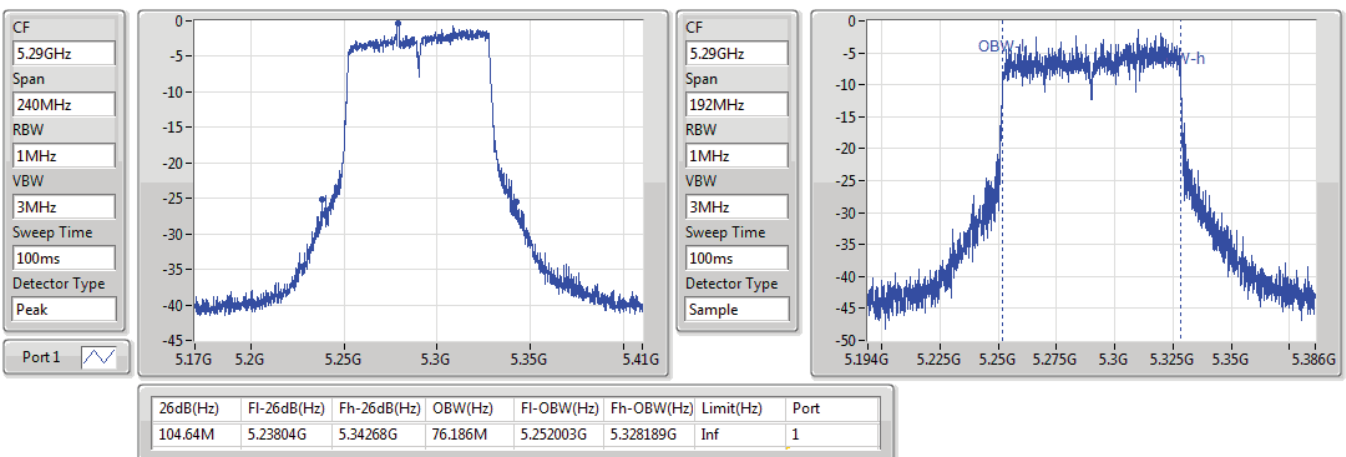 CF
5.29GHz
Span
240MHz
RBW
1MHz
VBW
3MHz
Sweep Time
100ms
Detector Type
Peak
Port 1
0
-5
-10
-15
-20
-25
-30
-35
-40
-45
5.17G 5.2G 5.25G 5.3G 5.35G 5.41G
CF
5.29GHz
Span
192MHz
RBW
1MHz
VBW
3MHz
Sweep Time
100ms
Detector Type
Sample
0
-5
-10
-15
-20
-25
-30
-35
-40
-45
-50
OBW
W-h
5.194G 5.225G 5.25G 5.275G 5.3G 5.325G 5.35G 5.386G
26dB(Hz) Fl-26dB(Hz) Fh-26dB(Hz) OBW(Hz) Fl-OBW(Hz) Fh-OBW(Hz) Limit(Hz) Port
104.64M 5.23804G 5.34268G 76.186M 5.252003G 5.328189G Inf 1